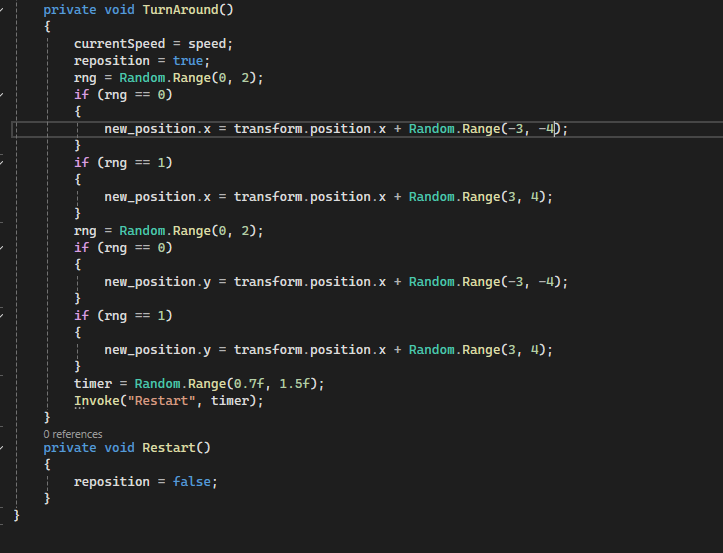 private void TurnAround()
{
currentSpeed = speed;
reposition = true;
rng = Random.Range(0, 2);
if (rng == 0)
{
new_position.x = transform.position.x + Random.Range(-3, -4);
}
if (rng == 1)
{
new_position.x = transform.position.x + Random.Range(3, 4);
}
rng = Random.Range(0, 2);
if (rng == 0)
{
new_position.y = transform.position.x + Random.Range(-3, -4);
}
if (rng == 1)
{
new_position.y = transform.position.x + Random.Range(3, 4);
}
timer = Random.Range(0.7f, 1.5f);
Invoke("Restart", timer);
}
0 references
private void Restart()
{
reposition = false;
}
}